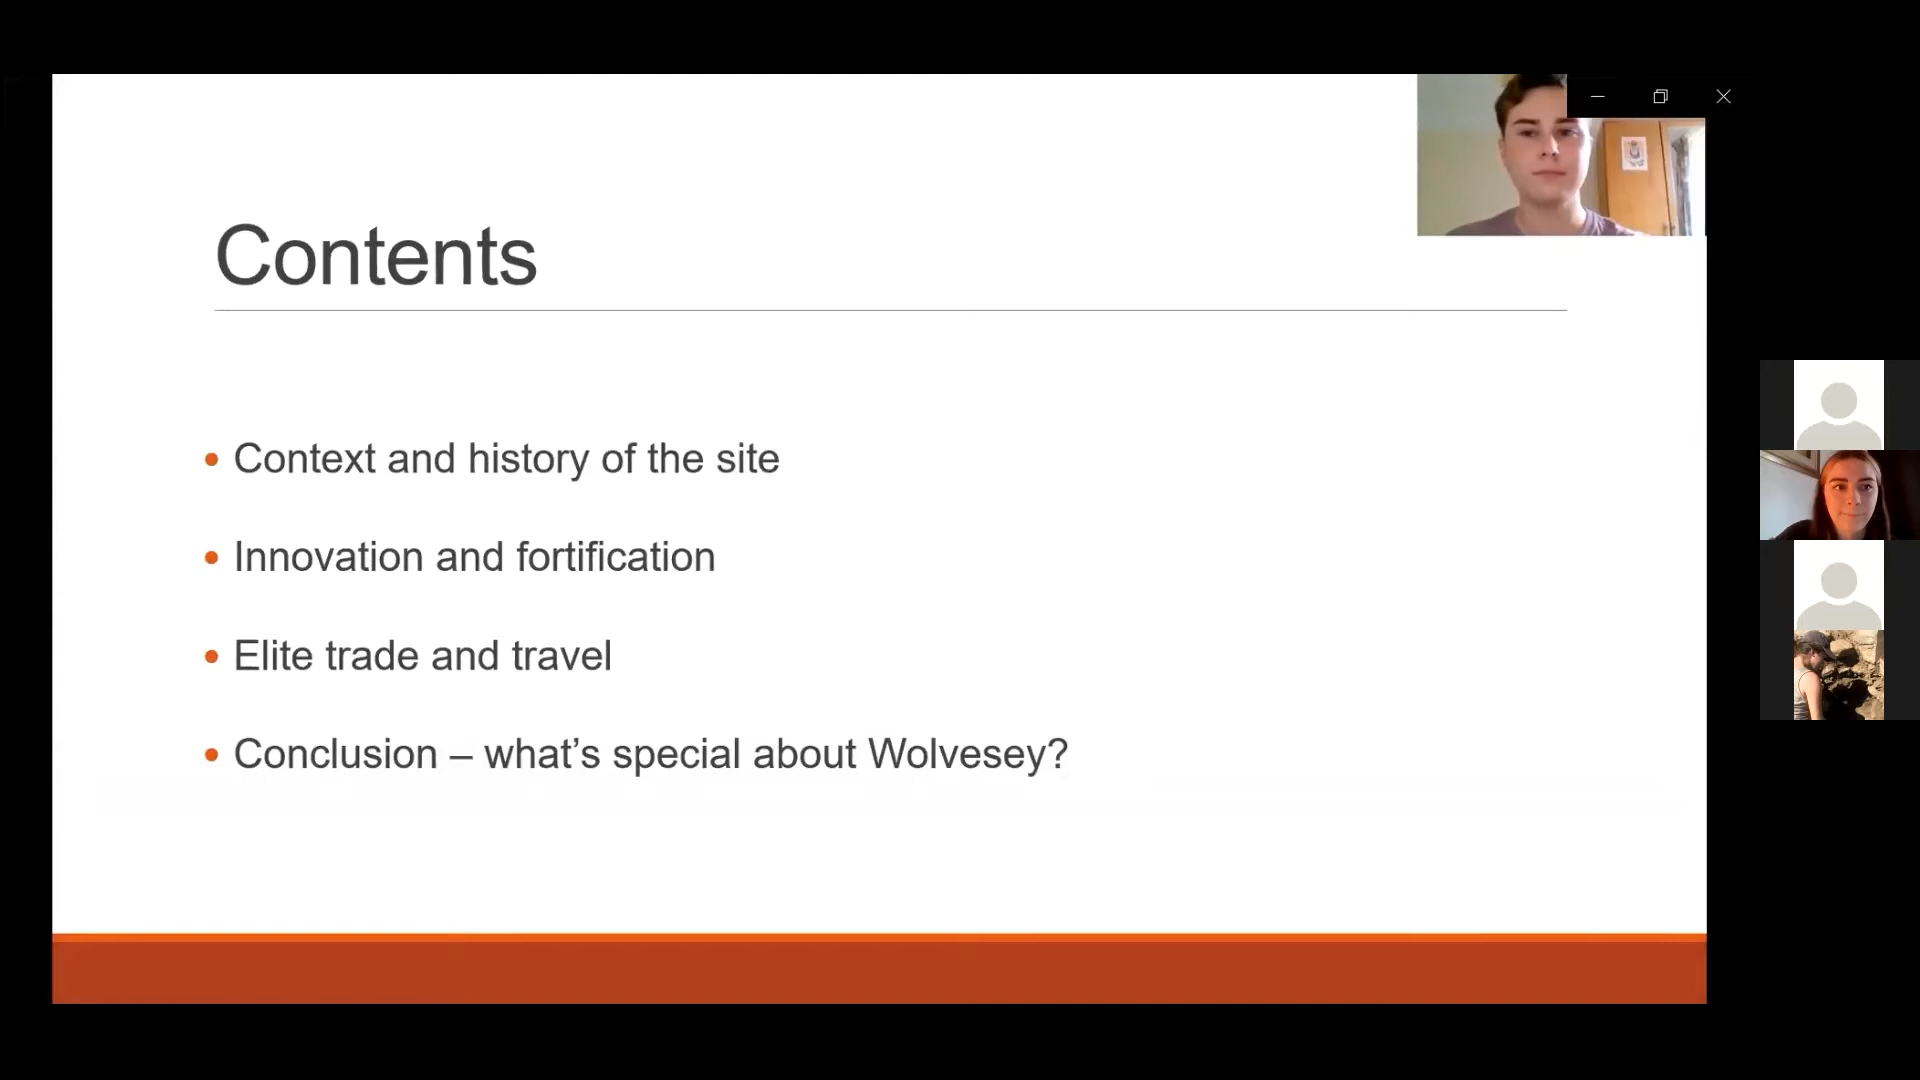 Contents
• Context and history of the site
• Innovation and fortification
• Elite trade and travel
• Conclusion – what’s special about Wolvesey?